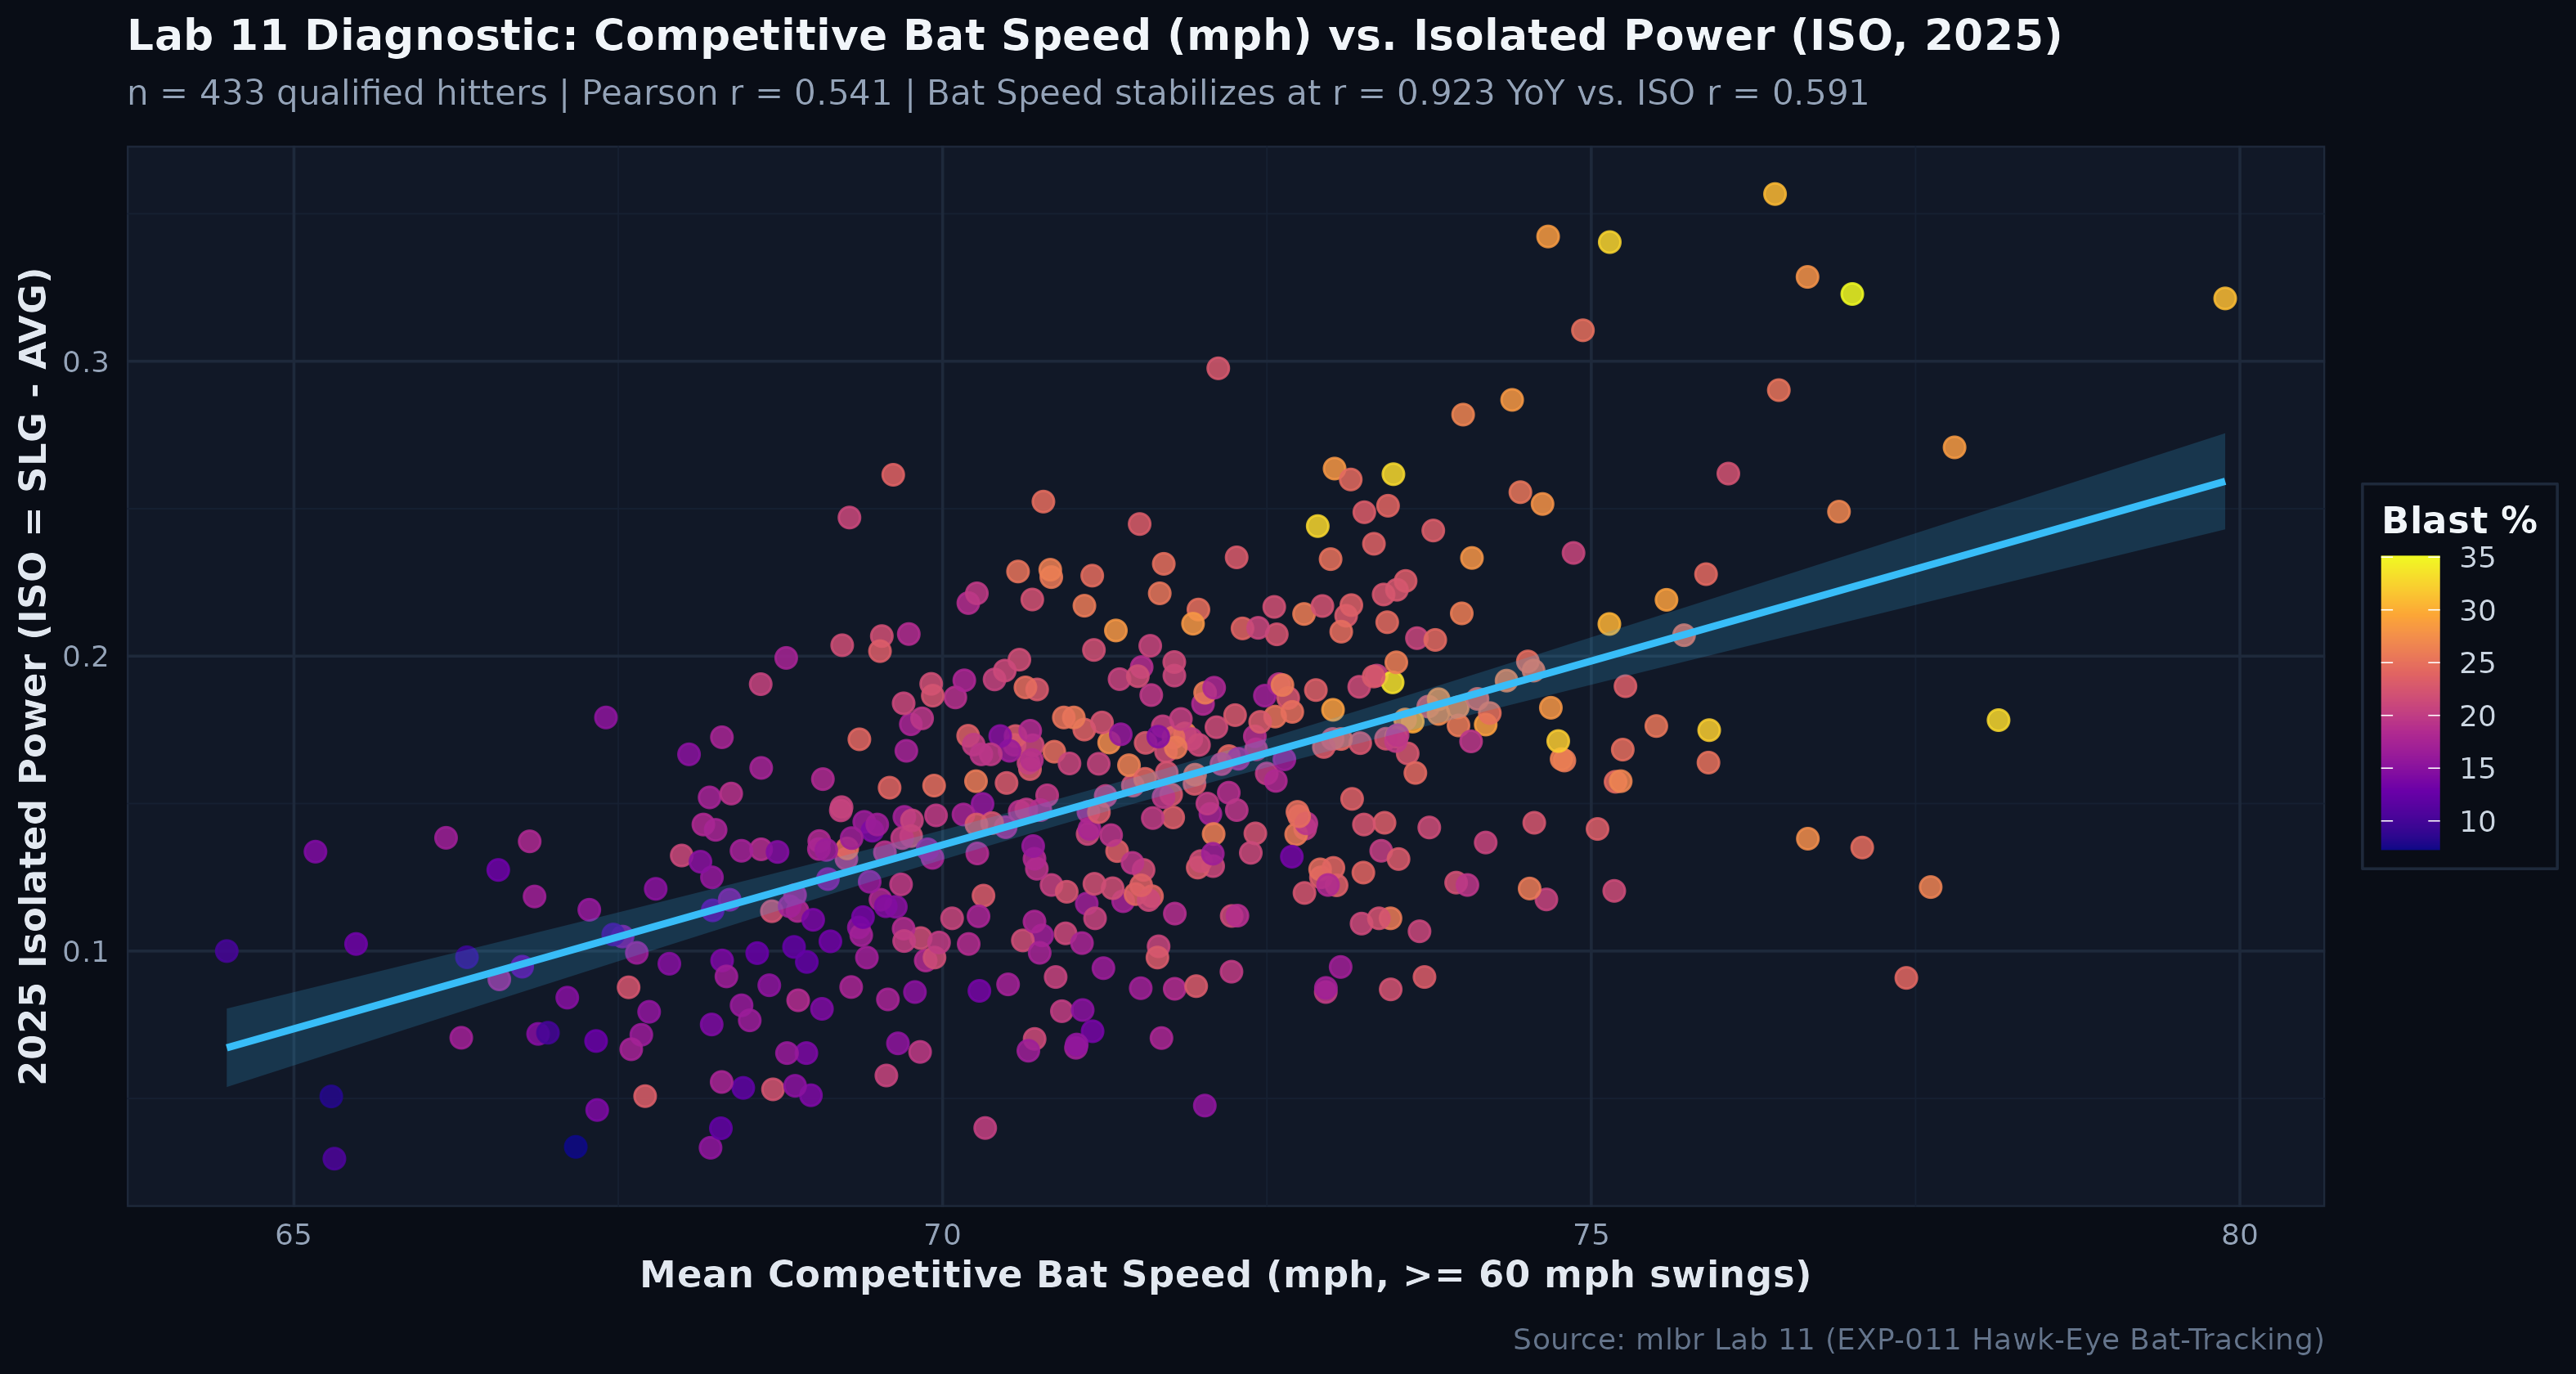 Lab 11 Diagnostic: Competitive Bat Speed (mph) vs. Isolated Power (ISO, 2025)
n = 433 qualified hitters | Pearson r = 0.541 | Bat Speed stabilizes at r = 0.923 YoY vs. ISO r = 0.591
2025 Isolated Power (ISO = SLG - AVG)
0.3
0.2
0.1
65
70
75
80
Mean Competitive Bat Speed (mph, >= 60 mph swings)
Blast %
35
30
25
20
15
10
Source: mlbr Lab 11 (EXP-011 Hawk-Eye Bat-Tracking)